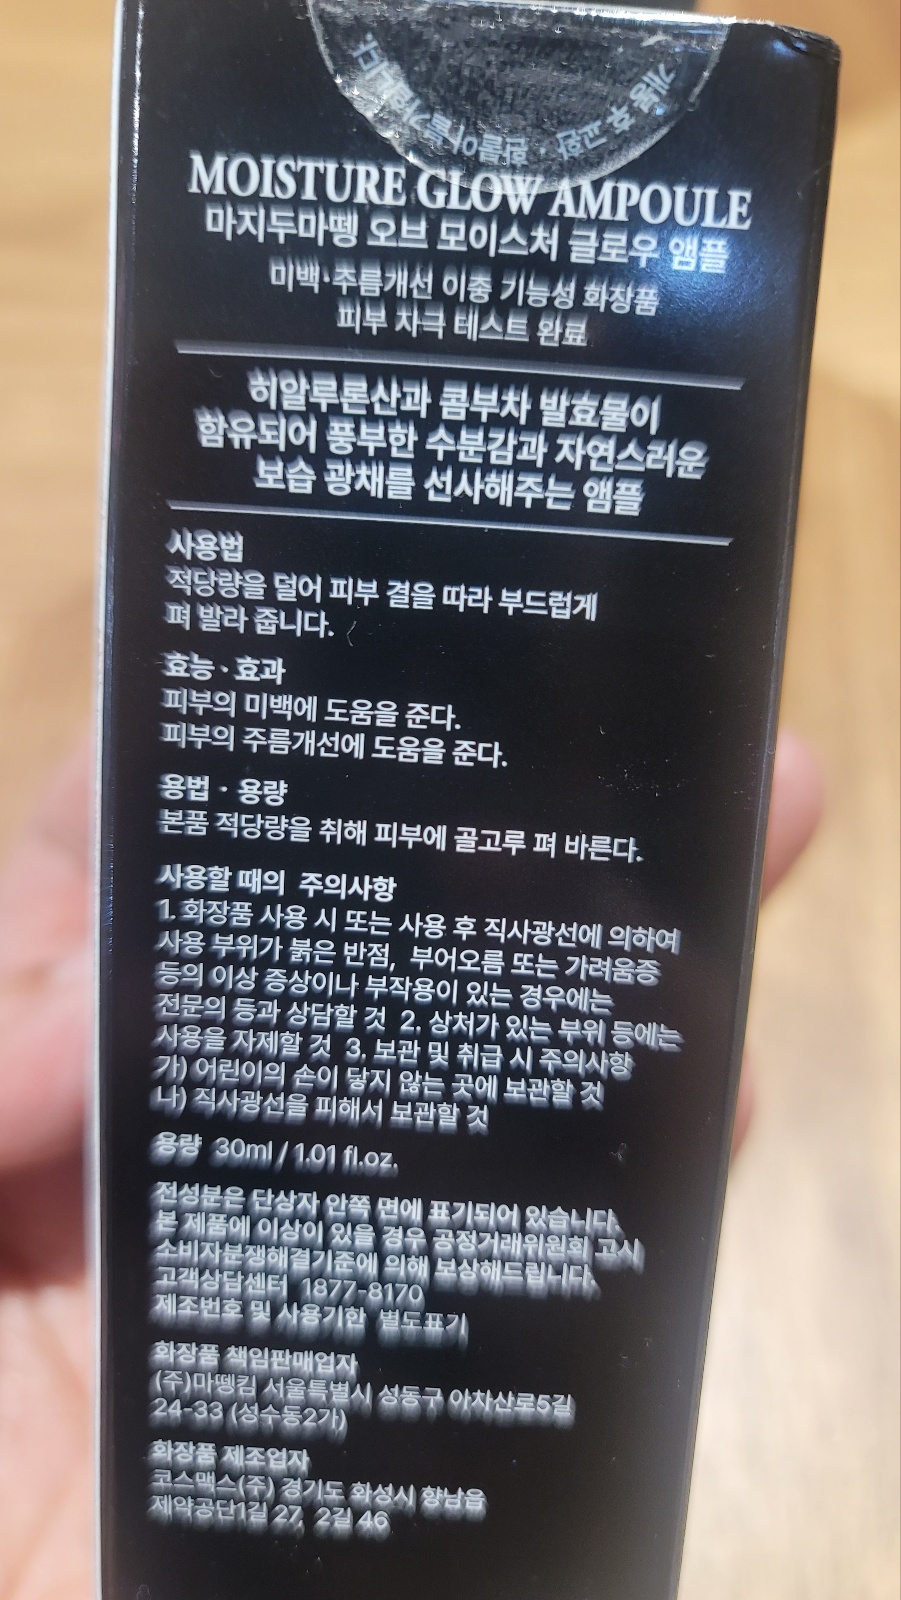 개봉 후 교환
MOISTURE GLOW AMPOULE
마지두마뗑 오브 모이스처 글로우 앰플
미백·주름개선 이중 기능성 화장품
피부 자극 테스트 완료
히알루론산과 콤부차 발효물이
함유되어 풍부한 수분감과 자연스러운
보습 광채를 선사해주는 앰플
사용법
적당량을 덜어 피부 결을 따라 부드럽게
펴 발라 줍니다.
효능·효과
피부의 미백에 도움을 준다.
피부의 주름개선에 도움을 준다.
용법·용량
본품 적당량을 취해 피부에 골고루 펴 바른다.
사용할 때의 주의사항
1. 화장품 사용 시 또는 사용 후 직사광선에 의하여
사용 부위가 붉은 반점, 부어오름 또는 가려움증
등의 이상 증상이나 부작용이 있는 경우에는
전문의 등과 상담할 것 2. 상처가 있는 부위 등에는
사용을 자제할 것 3. 보관 및 취급 시 주의사항
가) 어린이의 손이 닿지 않는 곳에 보관할 것
나) 직사광선을 피해서 보관할 것
용량 30ml / 1.01 fl.oz.
전성분은 단상자 안쪽 면에 표기되어 있습니다.
본 제품에 이상이 있을 경우 공정거래위원회 고시
소비자분쟁해결기준에 의해 보상해드립니다.
고객상담센터 1877-8170
제조번호 및 사용기한 별도표기
화장품 책임판매업자
(주)마뗑킴 서울특별시 성동구 아차산로5길
24-33 (성수동2가)
화장품 제조업자
코스맥스(주) 경기도 화성시 향남읍
제약공단1길 27, 2길 46